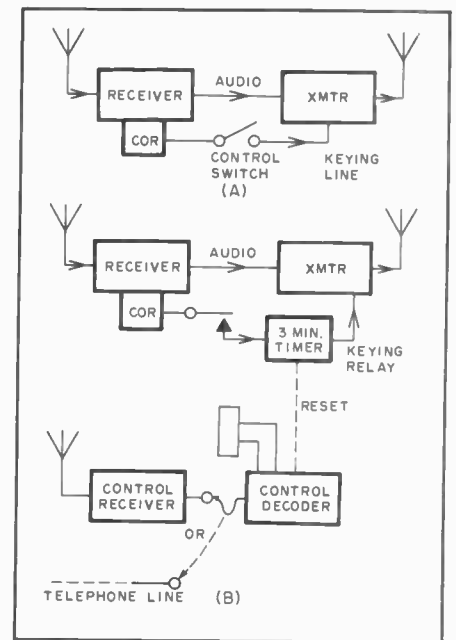 AUDIO
RECEIVER
XMTR
COR
CONTROL
SWITCH
KEYING
LINE
(A)
AUDIO
RECEIVER
XMTR
COR
3 MIN.
TIMER
KEYING
RELAY
RESET
CONTROL
RECEIVER
CONTROL
DECODER
OR
TELEPHONE LINE
(B)